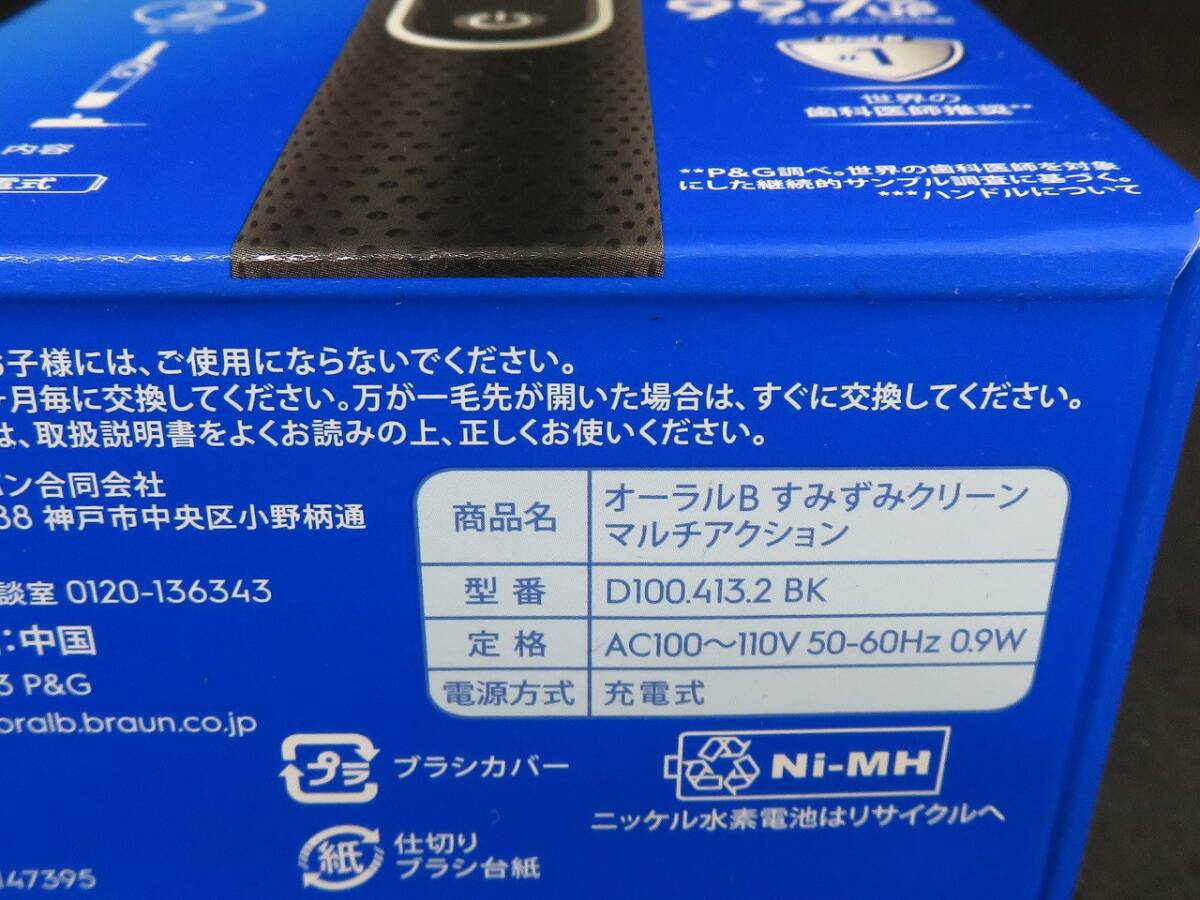 内容
電式
Oral B
#1
世界の
歯科医師推奨**
**P&G調べ。世界の歯科医師を対象
にした継続的サンプル調査に基づく。
***ハンドルについて
お子様には、ご使用にならないでください。
ヶ月毎に交換してください。万が一毛先が開いた場合は、すぐに交換してください。
は、取扱説明書をよくお読みの上、正しくお使いください。
パン合同会社
88 神戸市中央区小野柄通
談室 0120-136343
:中国
3 P&G
oralb.braun.co.jp
商品名
オーラルB すみずみクリーン
マルチアクション
型番
D100.413.2 BK
定格
AC100〜110V 50-60Hz 0.9W
電源方式
充電式
プラ
ブラシカバー
Ni-MH
ニッケル水素電池はリサイクルへ
紙
仕切り
ブラシ台紙
147395